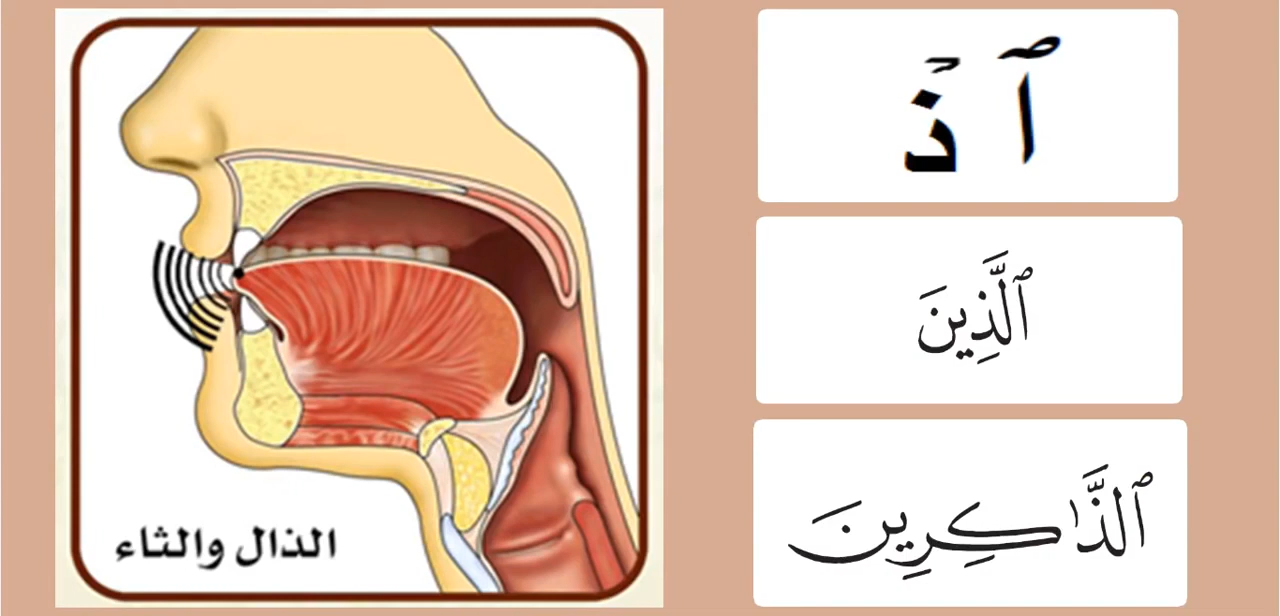 ٱ ذۡ
ٱلَّذِينَ
ٱلذَّٰكِرِينَ
الذال والثاء